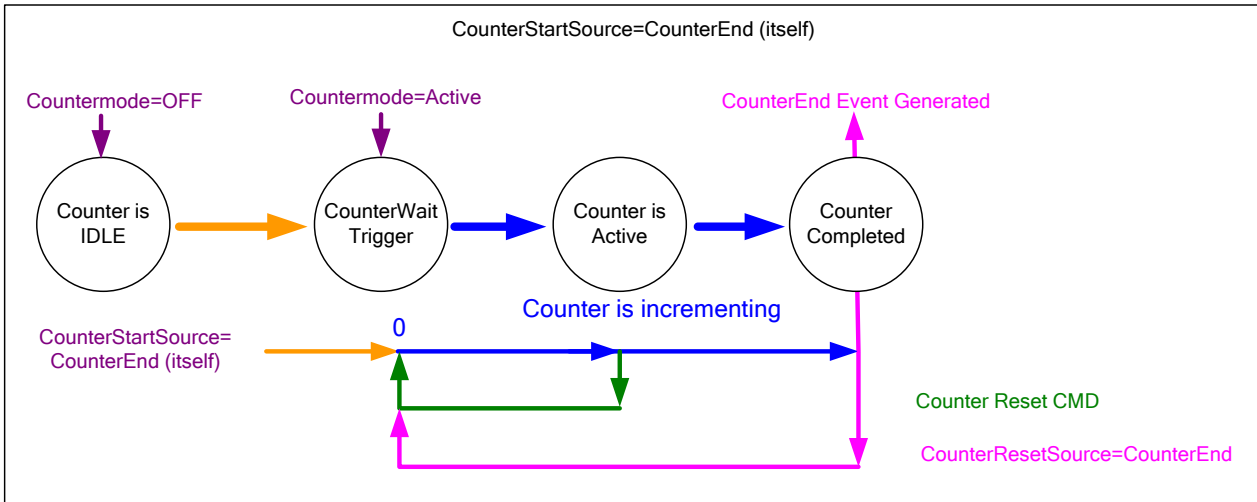 CounterStartSource=CounterEnd (itself)
Countermode=OFF
Countermode=Active
CounterEnd Event Generated
Counter is
IDLE
CounterWait
Trigger
Counter is
Active
Counter
Completed
Counter is incrementing
CounterStartSource=
CounterEnd (itself)
0
Counter Reset CMD
CounterResetSource=CounterEnd